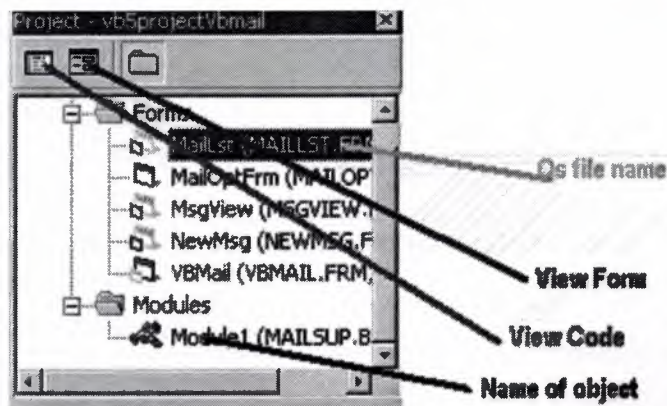 Project - vb5projectVbmail
Forms
MailLst (MAILLST.FRM
Os file name
MailOptFrm (MAILOP
MsgView (MSGVIEW.
NewMsg (NEWMSG.F
VBMail (VBMAIL.FRM)
View Form
Modules
View Code
Module1 (MAILSUP.B
Name of object